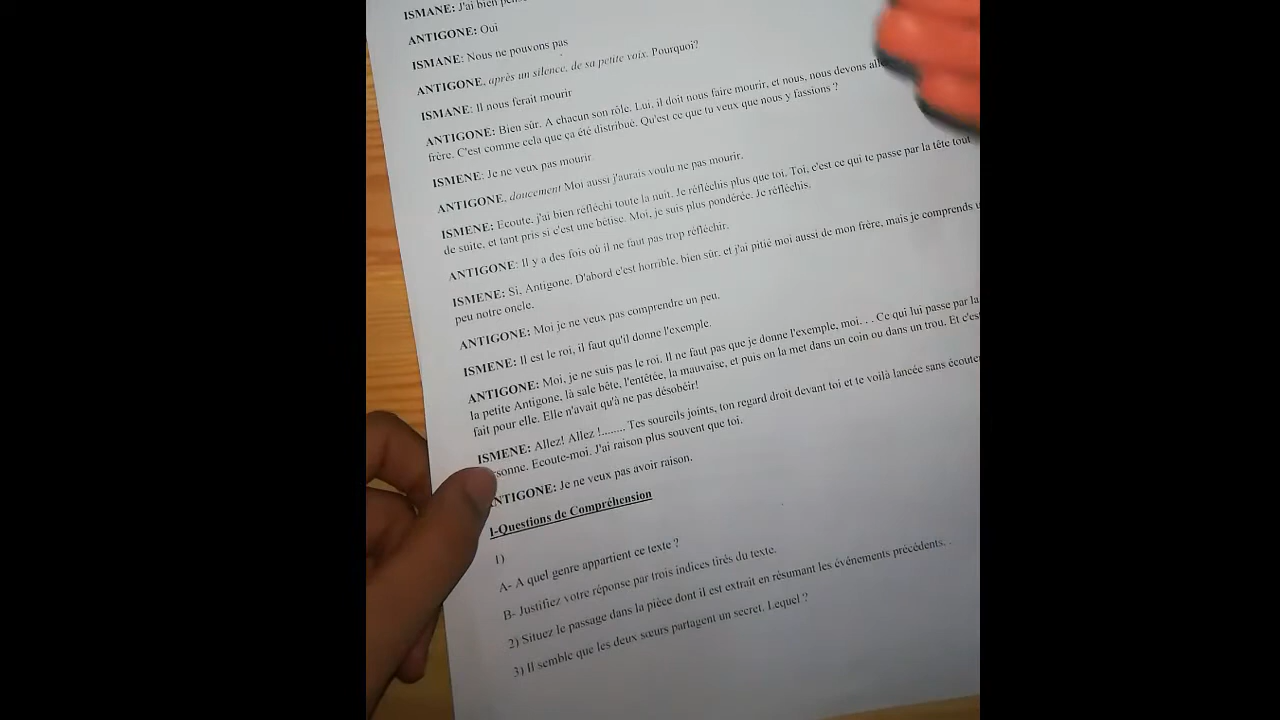 ISMANE: J'ai bien
ANTIGONE: Oui
ISMANE: Nous ne pouvons pas
ANTIGONE, après un silence, de sa petite voix. Pourquoi?
ISMANE: Il nous ferait mourir
ANTIGONE: Bien sûr. A chacun son rôle. Lui, il doit nous faire mourir, et nous, nous devons
frère. C'est comme cela que ça été distribué. Qu'est ce que tu veux que nous y fassions ?
ISMENE: Je ne veux pas mourir
ANTIGONE, doucement Moi aussi j'aurais voulu ne pas mourir.
ISMENE: Ecoute, j'ai bien réfléchi toute la nuit. Je réfléchis plus que toi. Toi, c'est ce qui te passe par la tête tout
de suite, et tant pris si c'est une bêtise. Moi, je suis plus pondérée. Je réfléchis.
ANTIGONE: Il y a des fois où il ne faut pas trop réfléchir.
ISMENE: Si, Antigone. D'abord c'est horrible, bien sûr, et j'ai pitié moi aussi de mon frère, mais je comprends
peu notre oncle.
ANTIGONE: Moi je ne veux pas comprendre un peu.
ISMENE: Il est le roi, il faut qu'il donne l'exemple.
ANTIGONE: Moi, je ne suis pas le roi. Il ne faut pas que je donne l'exemple, moi. . . Ce qui lui passe par la
la petite Antigone, la sale bête, l'entêtée, la mauvaise, et puis on la met dans un coin ou dans un trou. Et c'est
fait pour elle. Elle n'avait qu'à ne pas désobéir!
ISMENE: Allez! Allez !........ Tes sourcils joints, ton regard droit devant toi et te voilà lancée sans écouter
rsonne. Ecoute-moi. J'ai raison plus souvent que toi.
ANTIGONE: Je ne veux pas avoir raison.
I-Questions de Compréhension
1)
A- A quel genre appartient ce texte ?
B- Justifiez votre réponse par trois indices tirés du texte.
2) Situez le passage dans la pièce dont il est extrait en résumant les événements précédents. .
3) Il semble que les deux sœurs partagent un secret. Lequel ?